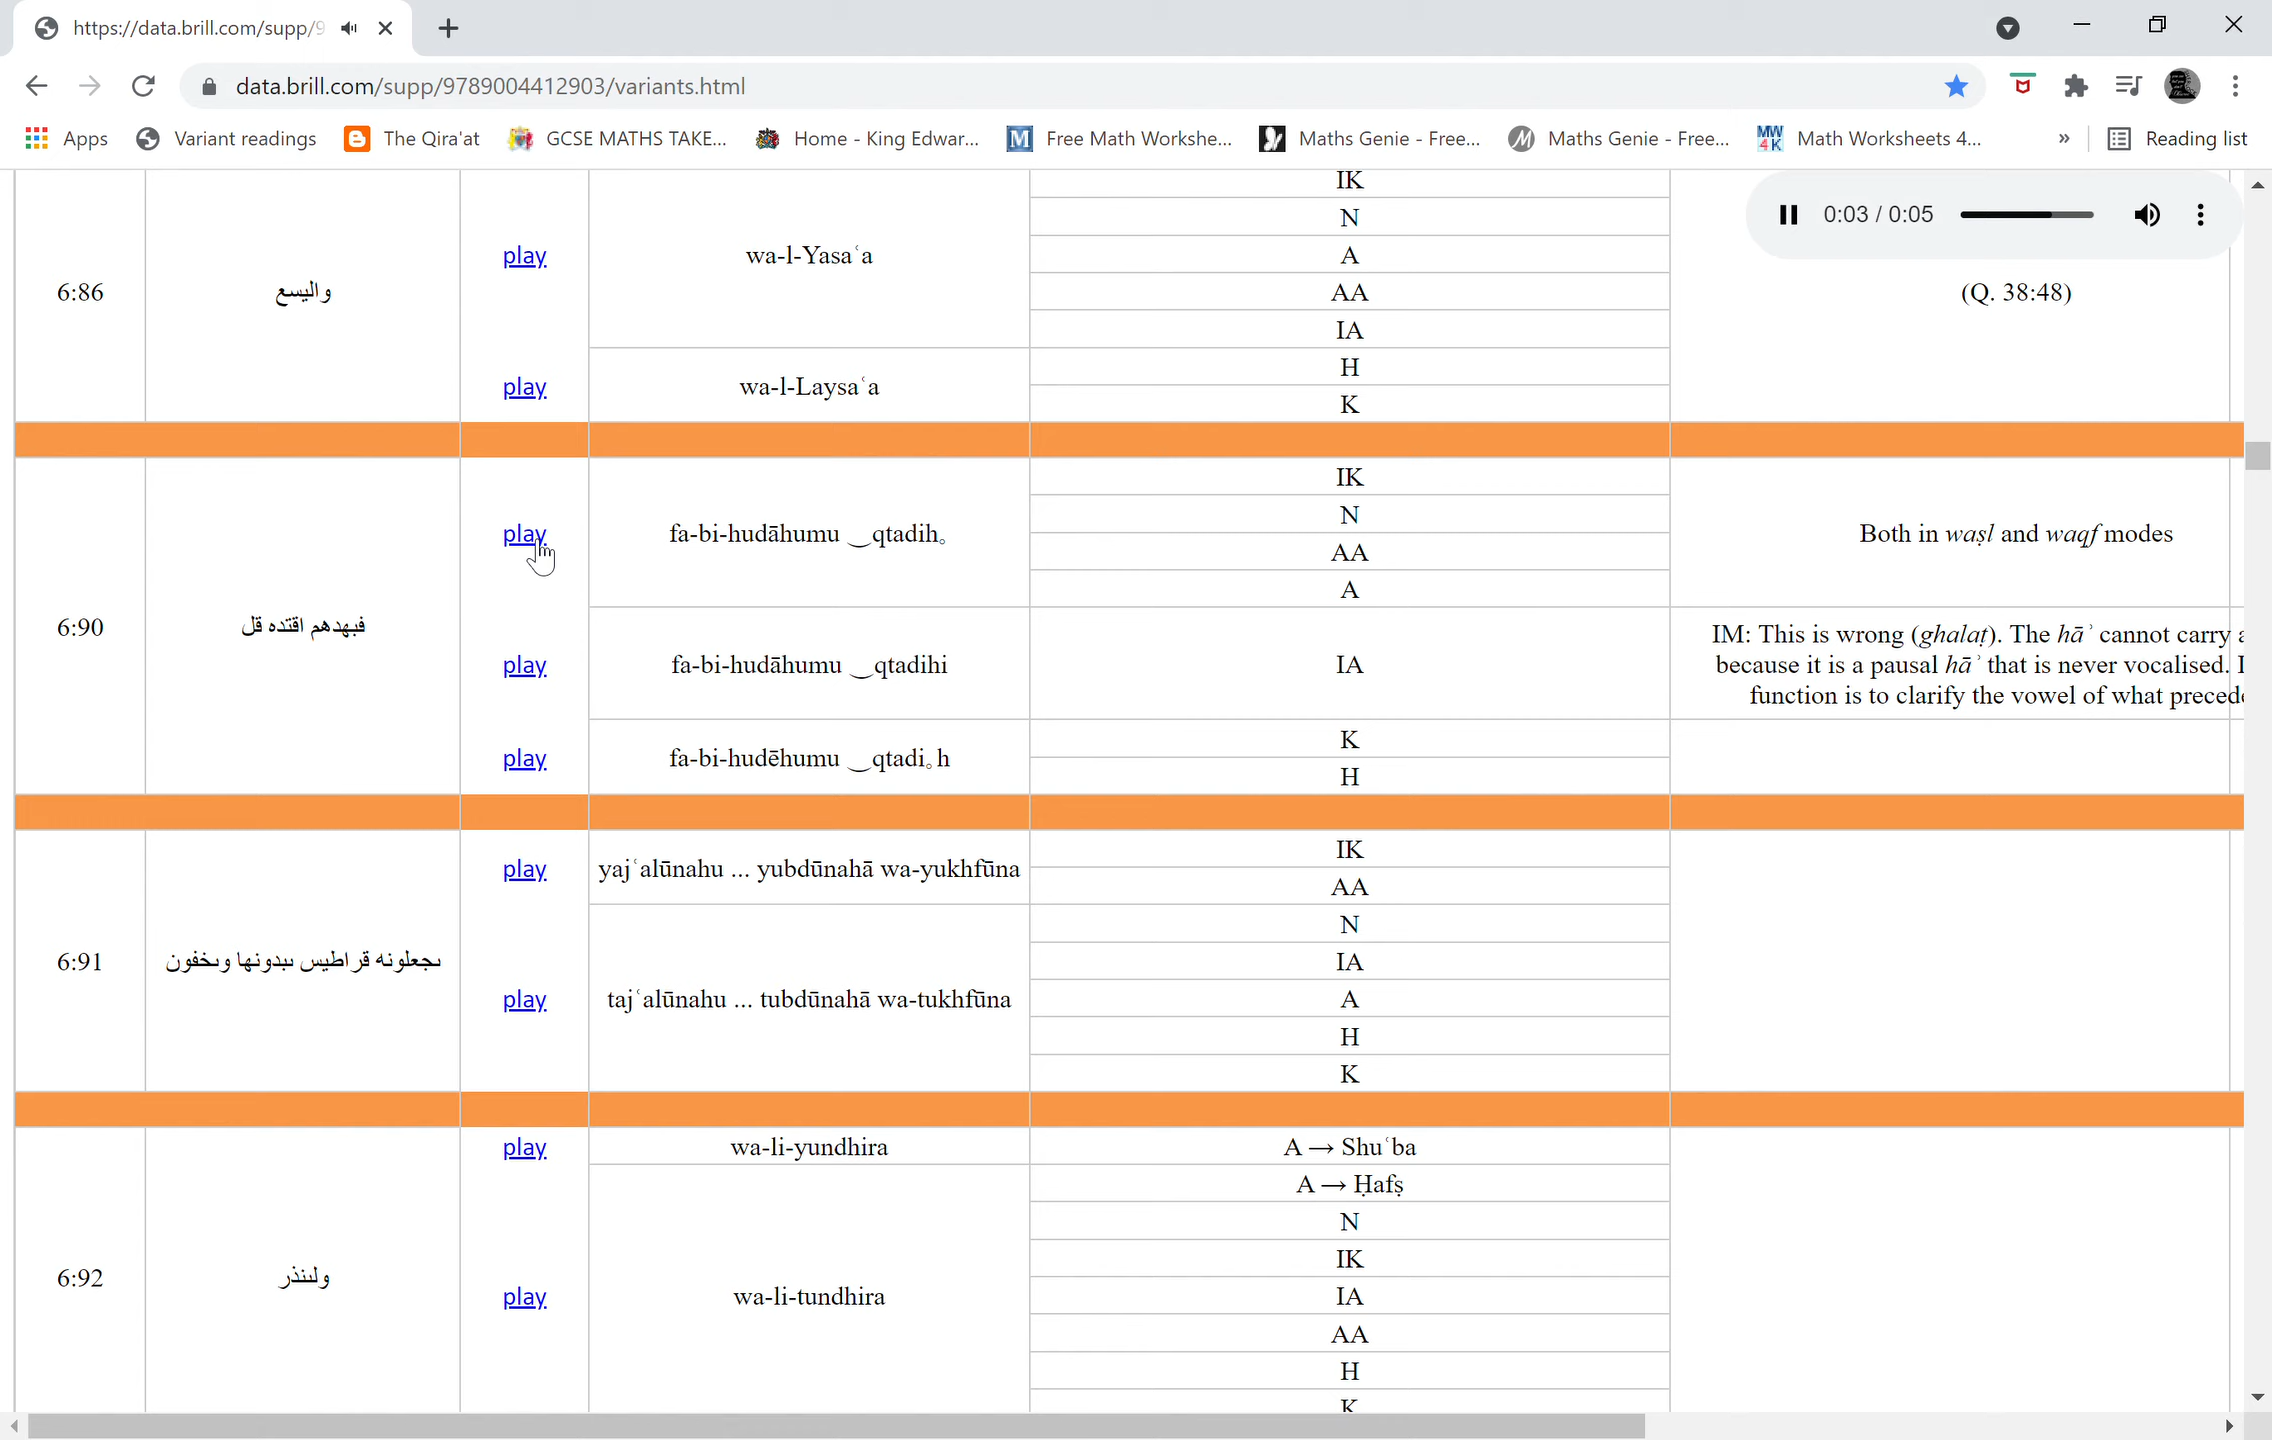 https://data.brill.com/supp/9
data.brill.com/supp/9789004412903/variants.html
Apps Variant readings The Qira'at GCSE MATHS TAKE... Home - King Edwar... Free Math Workshe... Maths Genie - Free... Maths Genie - Free... Math Worksheets 4... » Reading list
0:03 / 0:05
IK
N
6:86 واليسع play wa-l-Yasaʿa A
AA (Q. 38:48)
IA
play wa-l-Laysaʿa H
K
IK
N
6:90 فبهدهم اقتده قل play fa-bi-hudāhumu ‿qtadih۪ Both in waṣl and waqf modes
AA
A
play fa-bi-hudāhumu ‿qtadihi IA IM: This is wrong (ghalaṭ). The hāʾ cannot carry a
because it is a pausal hāʾ that is never vocalised. I
function is to clarify the vowel of what precede
play fa-bi-hudēhumu ‿qtadi˳h K
H
6:91 ىجعلونه قراطيس ىبدونها وىخفون play yajʿalūnahu ... yubdūnahā wa-yukhfūna IK
AA
play tajʿalūnahu ... tubdūnahā wa-tukhfūna N
IA
A
H
K
6:92 ولىنذر play wa-li-yundhira A → Shuʿba
play wa-li-tundhira A → Ḥafṣ
N
IK
IA
AA
H
K